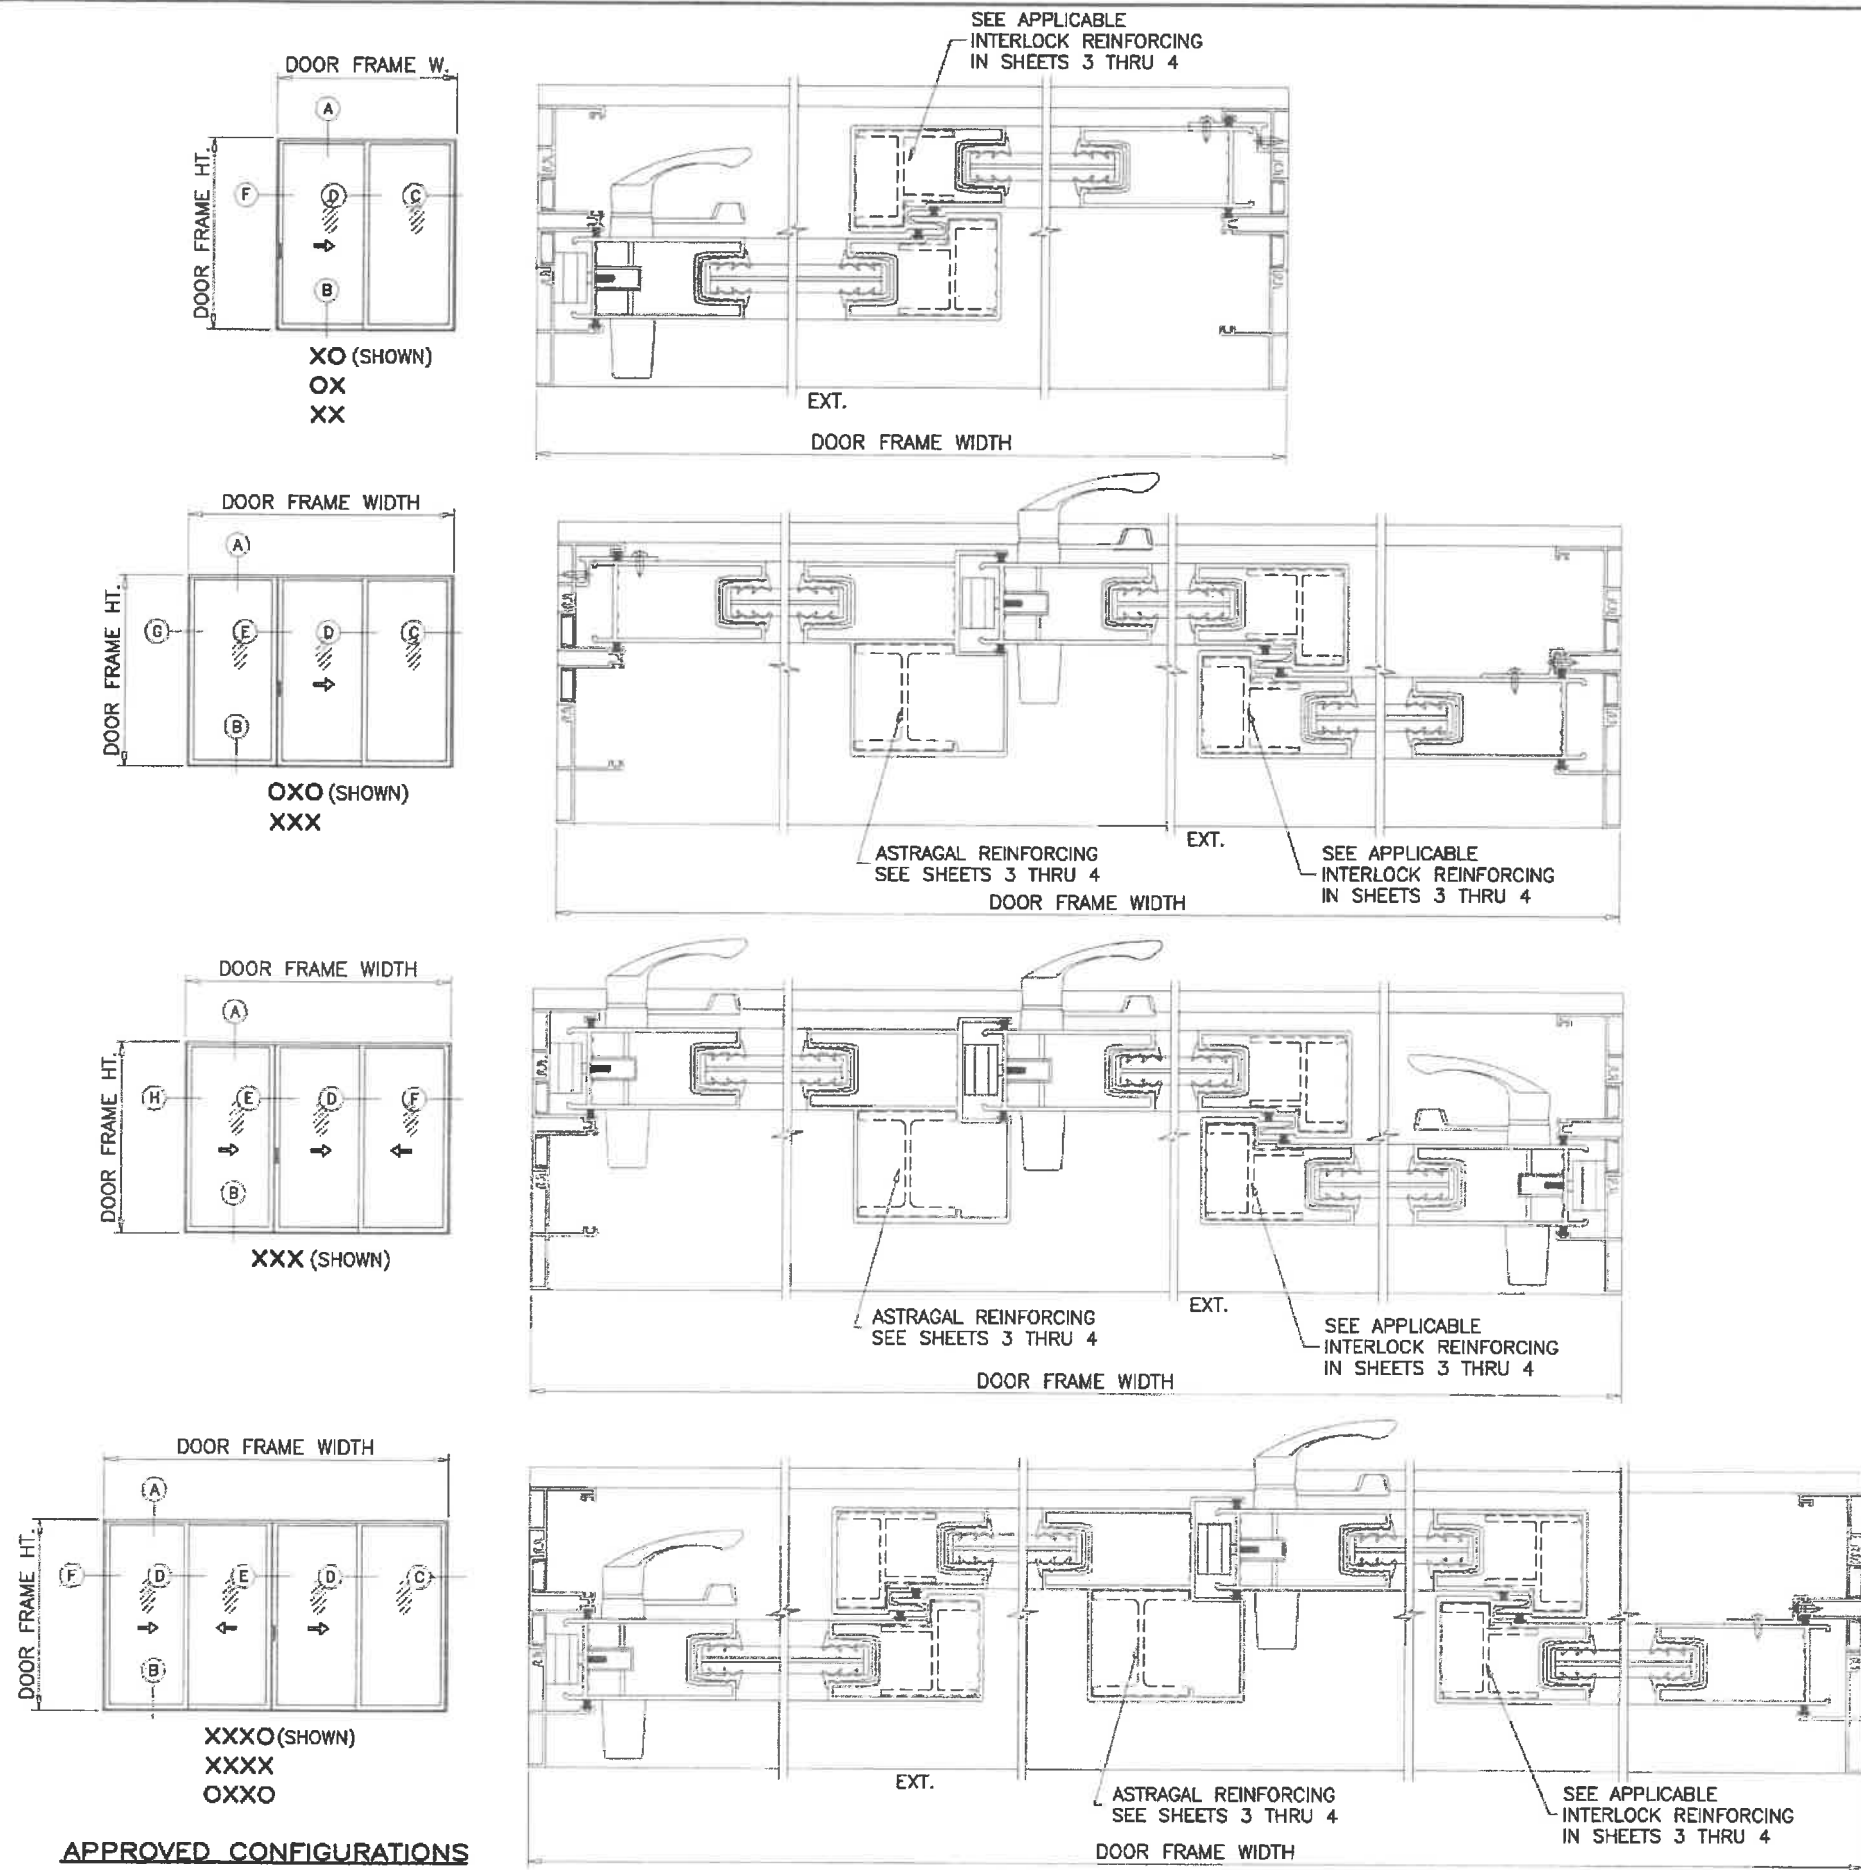 SEE APPLICABLE
INTERLOCK REINFORCING
IN SHEETS 3 THRU 4
DOOR FRAME W.
A
DOOR FRAME HT.
F
D
C
B
XO (SHOWN)
OX
XX
EXT.
DOOR FRAME WIDTH
DOOR FRAME WIDTH
A
DOOR FRAME HT.
G
E
D
C
B
OXO (SHOWN)
XXX
EXT.
ASTRAGAL REINFORCING
SEE SHEETS 3 THRU 4
SEE APPLICABLE
INTERLOCK REINFORCING
IN SHEETS 3 THRU 4
DOOR FRAME WIDTH
DOOR FRAME WIDTH
A
DOOR FRAME HT.
H
E
D
F
B
XXX (SHOWN)
EXT.
ASTRAGAL REINFORCING
SEE SHEETS 3 THRU 4
SEE APPLICABLE
INTERLOCK REINFORCING
IN SHEETS 3 THRU 4
DOOR FRAME WIDTH
DOOR FRAME WIDTH
A
DOOR FRAME HT.
F
D
E
D
C
B
XXXO (SHOWN)
XXXX
OXXO
EXT.
ASTRAGAL REINFORCING
SEE SHEETS 3 THRU 4
SEE APPLICABLE
INTERLOCK REINFORCING
IN SHEETS 3 THRU 4
DOOR FRAME WIDTH
APPROVED CONFIGURATIONS